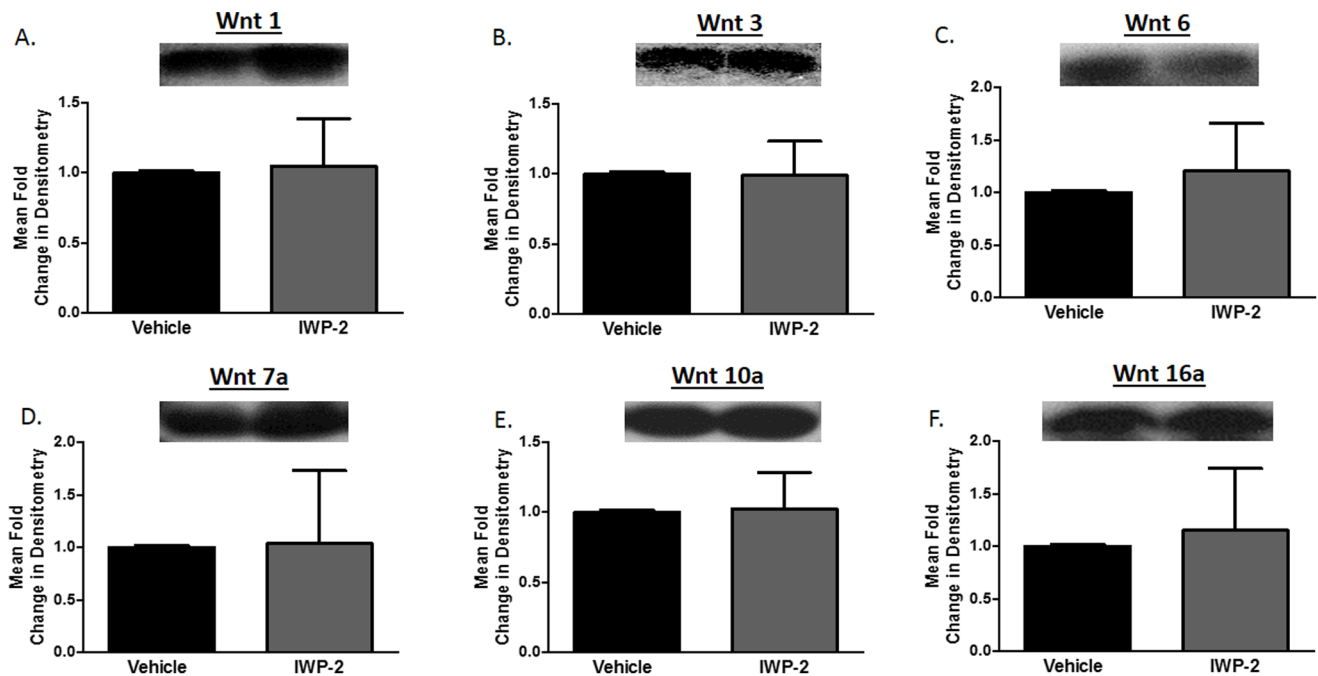 A.
Wnt 1
Mean Fold
Change in Densitometry
1.5
1.0
0.5
0.0
Vehicle
IWP-2
B.
Wnt 3
Mean Fold
Change in Densitometry
1.5
1.0
0.5
0.0
Vehicle
IWP-2
C.
Wnt 6
Mean Fold
Change in Densitometry
2.0
1.5
1.0
0.5
0.0
Vehicle
IWP-2
D.
Wnt 7a
Mean Fold
Change in Densitometry
2.0
1.5
1.0
0.5
0.0
Vehicle
IWP-2
E.
Wnt 10a
Mean Fold
Change in Densitometry
1.5
1.0
0.5
0.0
Vehicle
IWP-2
F.
Wnt 16a
Mean Fold
Change in Densitometry
2.0
1.5
1.0
0.5
0.0
Vehicle
IWP-2